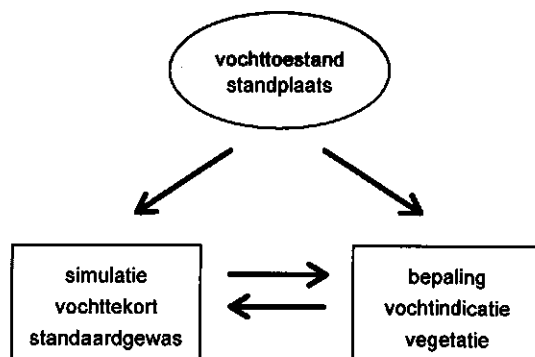 vochttoestand
standplaats
simulatie
vochttekort
standaardgewas
bepaling
vochtindicatie
vegetatie